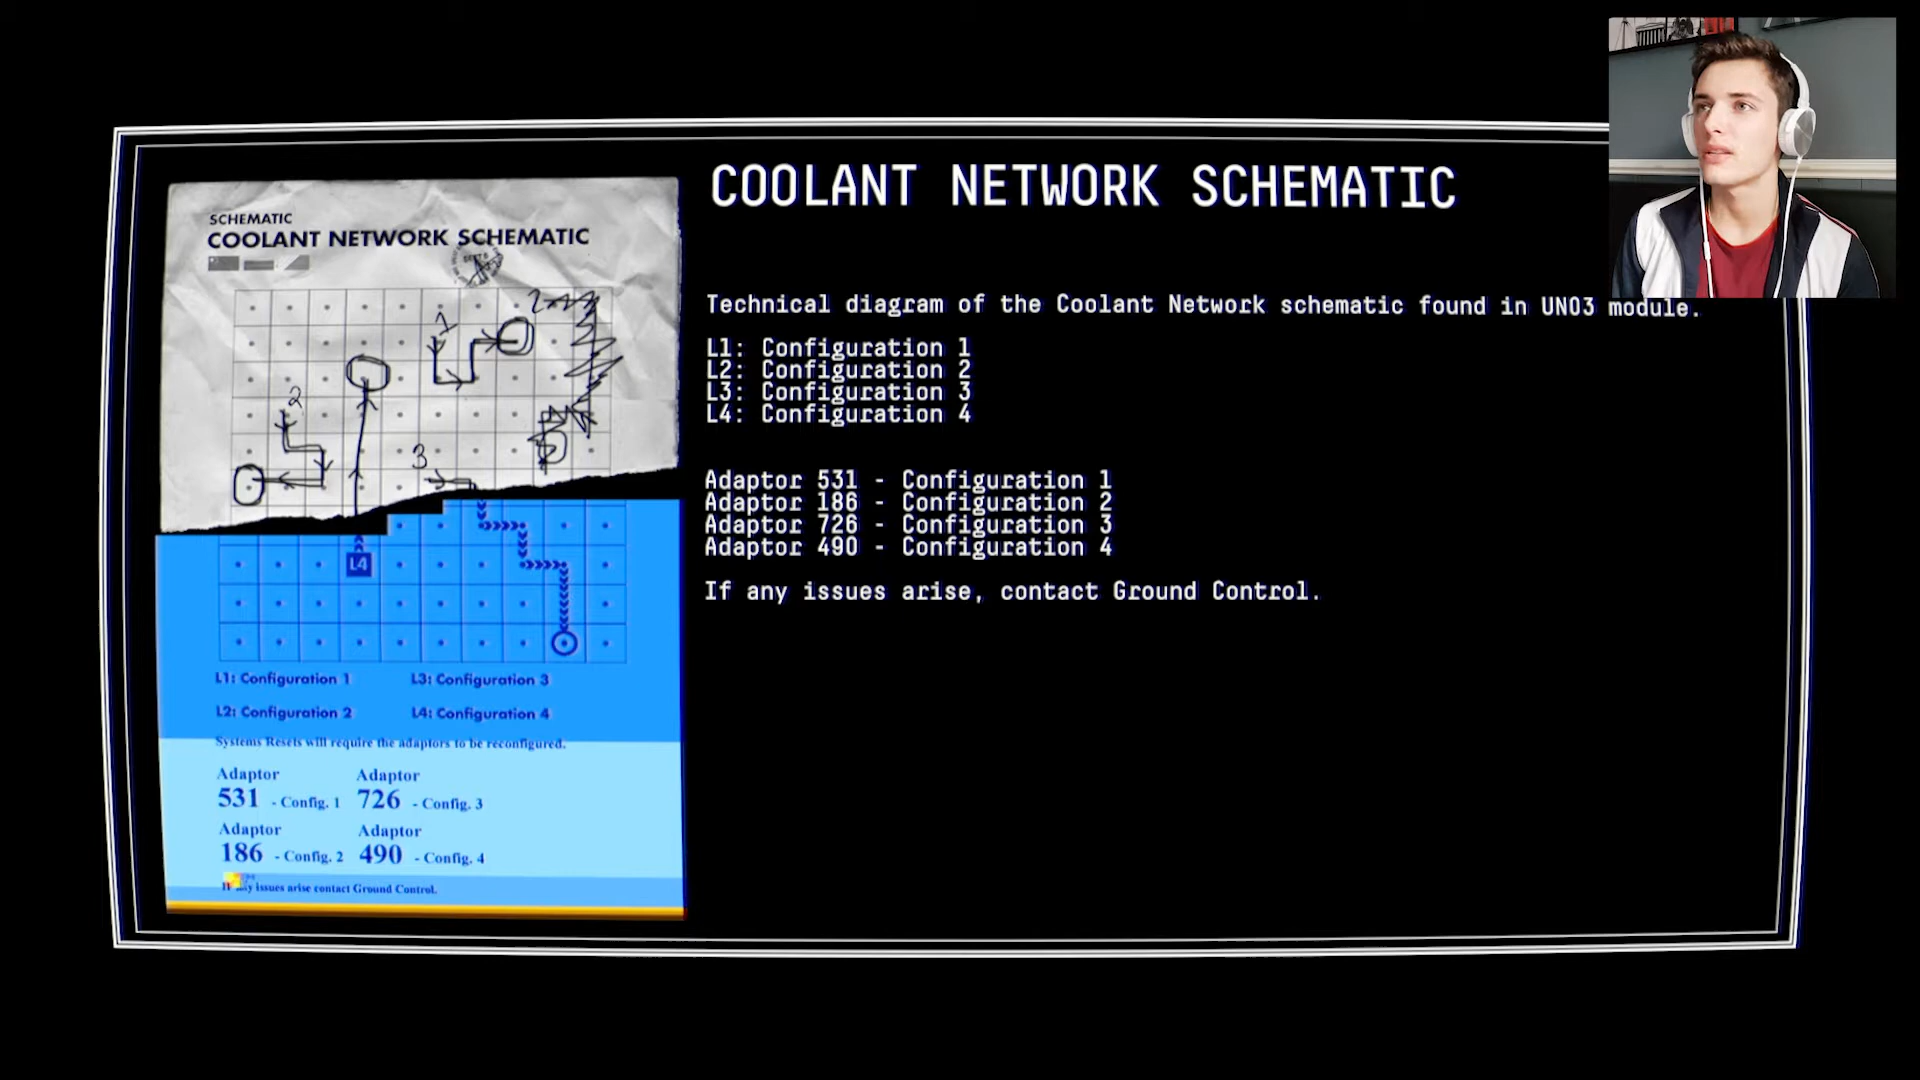 SCHEMATIC
COOLANT NETWORK SCHEMATIC
1
2
2
3
L4
L1: Configuration 1
L3: Configuration 3
L2: Configuration 2
L4: Configuration 4
Systems Resets will require the adaptors to be reconfigured.
Adaptor
531 - Config. 1
Adaptor
726 - Config. 3
Adaptor
186 - Config. 2
Adaptor
490 - Config. 4
issues arise contact Ground Control.
COOLANT NETWORK SCHEMATIC
Technical diagram of the Coolant Network schematic found in UNO3 module.
L1: Configuration 1
L2: Configuration 2
L3: Configuration 3
L4: Configuration 4
Adaptor 531 - Configuration 1
Adaptor 186 - Configuration 2
Adaptor 726 - Configuration 3
Adaptor 490 - Configuration 4
If any issues arise, contact Ground Control.